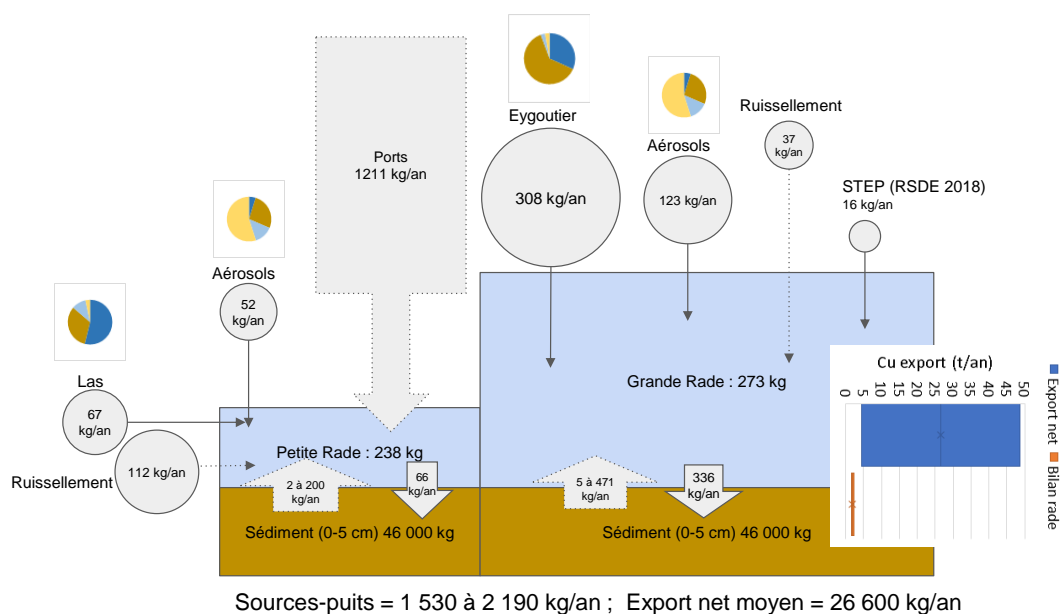 Eygoutier
308 kg/an
Aérosols
123 kg/an
Ruissellement
37
kg/an
STEP (RSDE 2018)
16 kg/an
Ports
1211 kg/an
Aérosols
52
kg/an
Las
67
kg/an
Ruissellement
112 kg/an
Petite Rade : 238 kg
Grande Rade : 273 kg
2 à 200
kg/an
66
kg/an
5 à 471
kg/an
336
kg/an
Sédiment (0-5 cm) 46 000 kg
Sédiment (0-5 cm) 46 000 kg
Cu export (t/an)
0 5 10 15 20 25 30 35 40 45 50
Export net
Bilan rade
Sources-puits = 1 530 à 2 190 kg/an ; Export net moyen = 26 600 kg/an